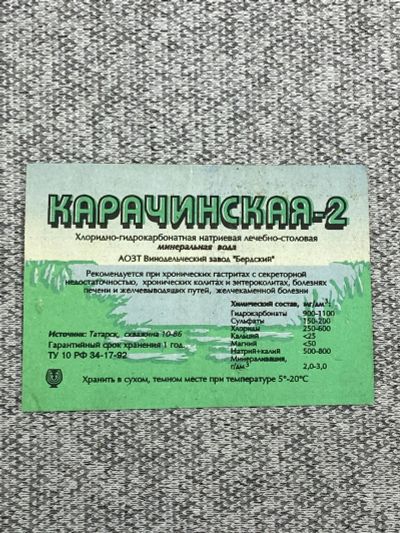 КАРАЧИНСКАЯ-2
Хлоридно-гидрокарбонатная натриевая лечебно-столовая
минеральная вода
АОЗТ Винодельческий завод "Бердский"
Рекомендуется при хронических гастритах с секреторной
недостаточностью, хронических колитах и энтероколитах, болезнях
печени и желчевыводящих путей, желчекаменной болезни
Химический состав, мг/дм³:
Гидрокарбонаты 900-1100
Сульфаты 150-200
Хлориды 250-600
Кальций <25
Магний <50
Натрий+калий 500-800
Минерализация,
г/дм³ 2,0-3,0
Источник: Татарск, скважина 10-86
Гарантийный срок хранения 1 год.
ТУ 10 РФ 34-17-92
Хранить в сухом, темном месте при температуре 5°-20°С